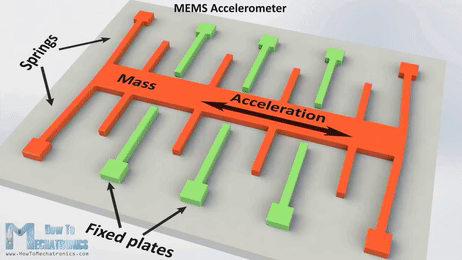 MEMS Accelerometer
Springs
Mass
Acceleration
Fixed plates
How To
MECHATRONICS
www.HowToMechatronics.com